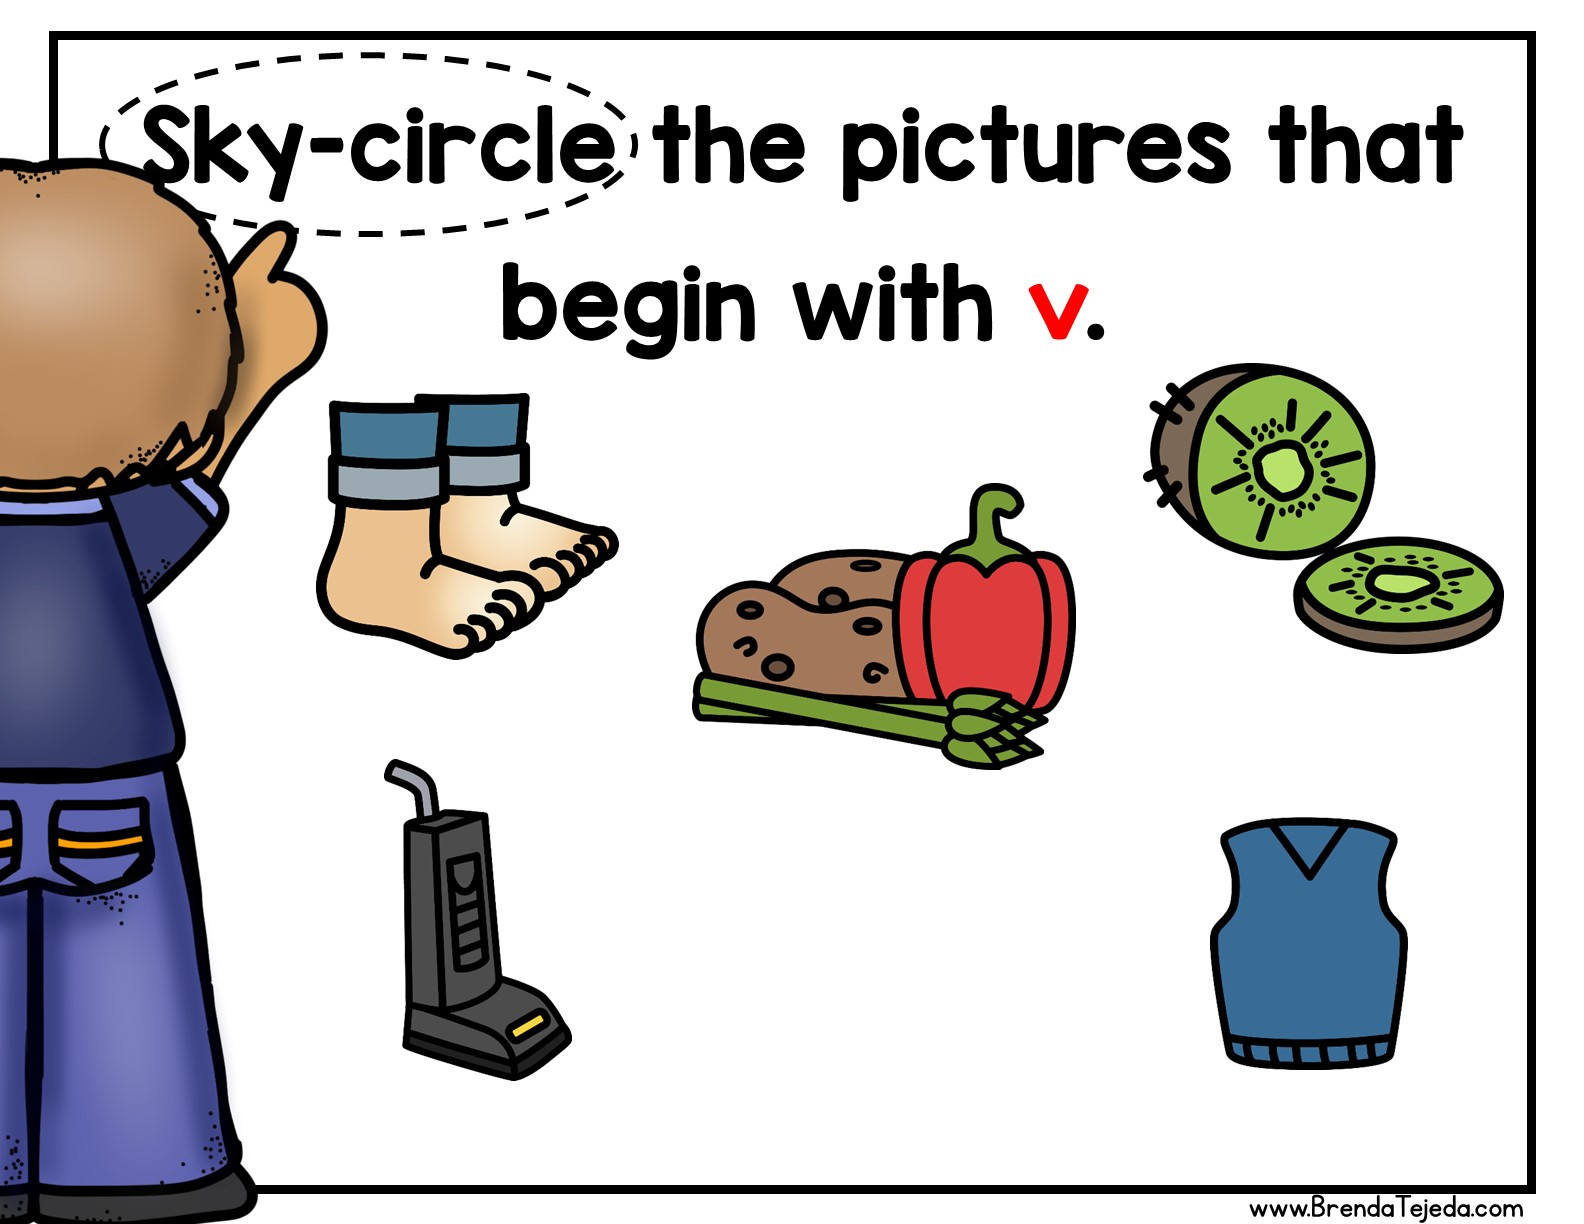 Sky-circle the pictures that
begin with v.
www.BrendaTejeda.com